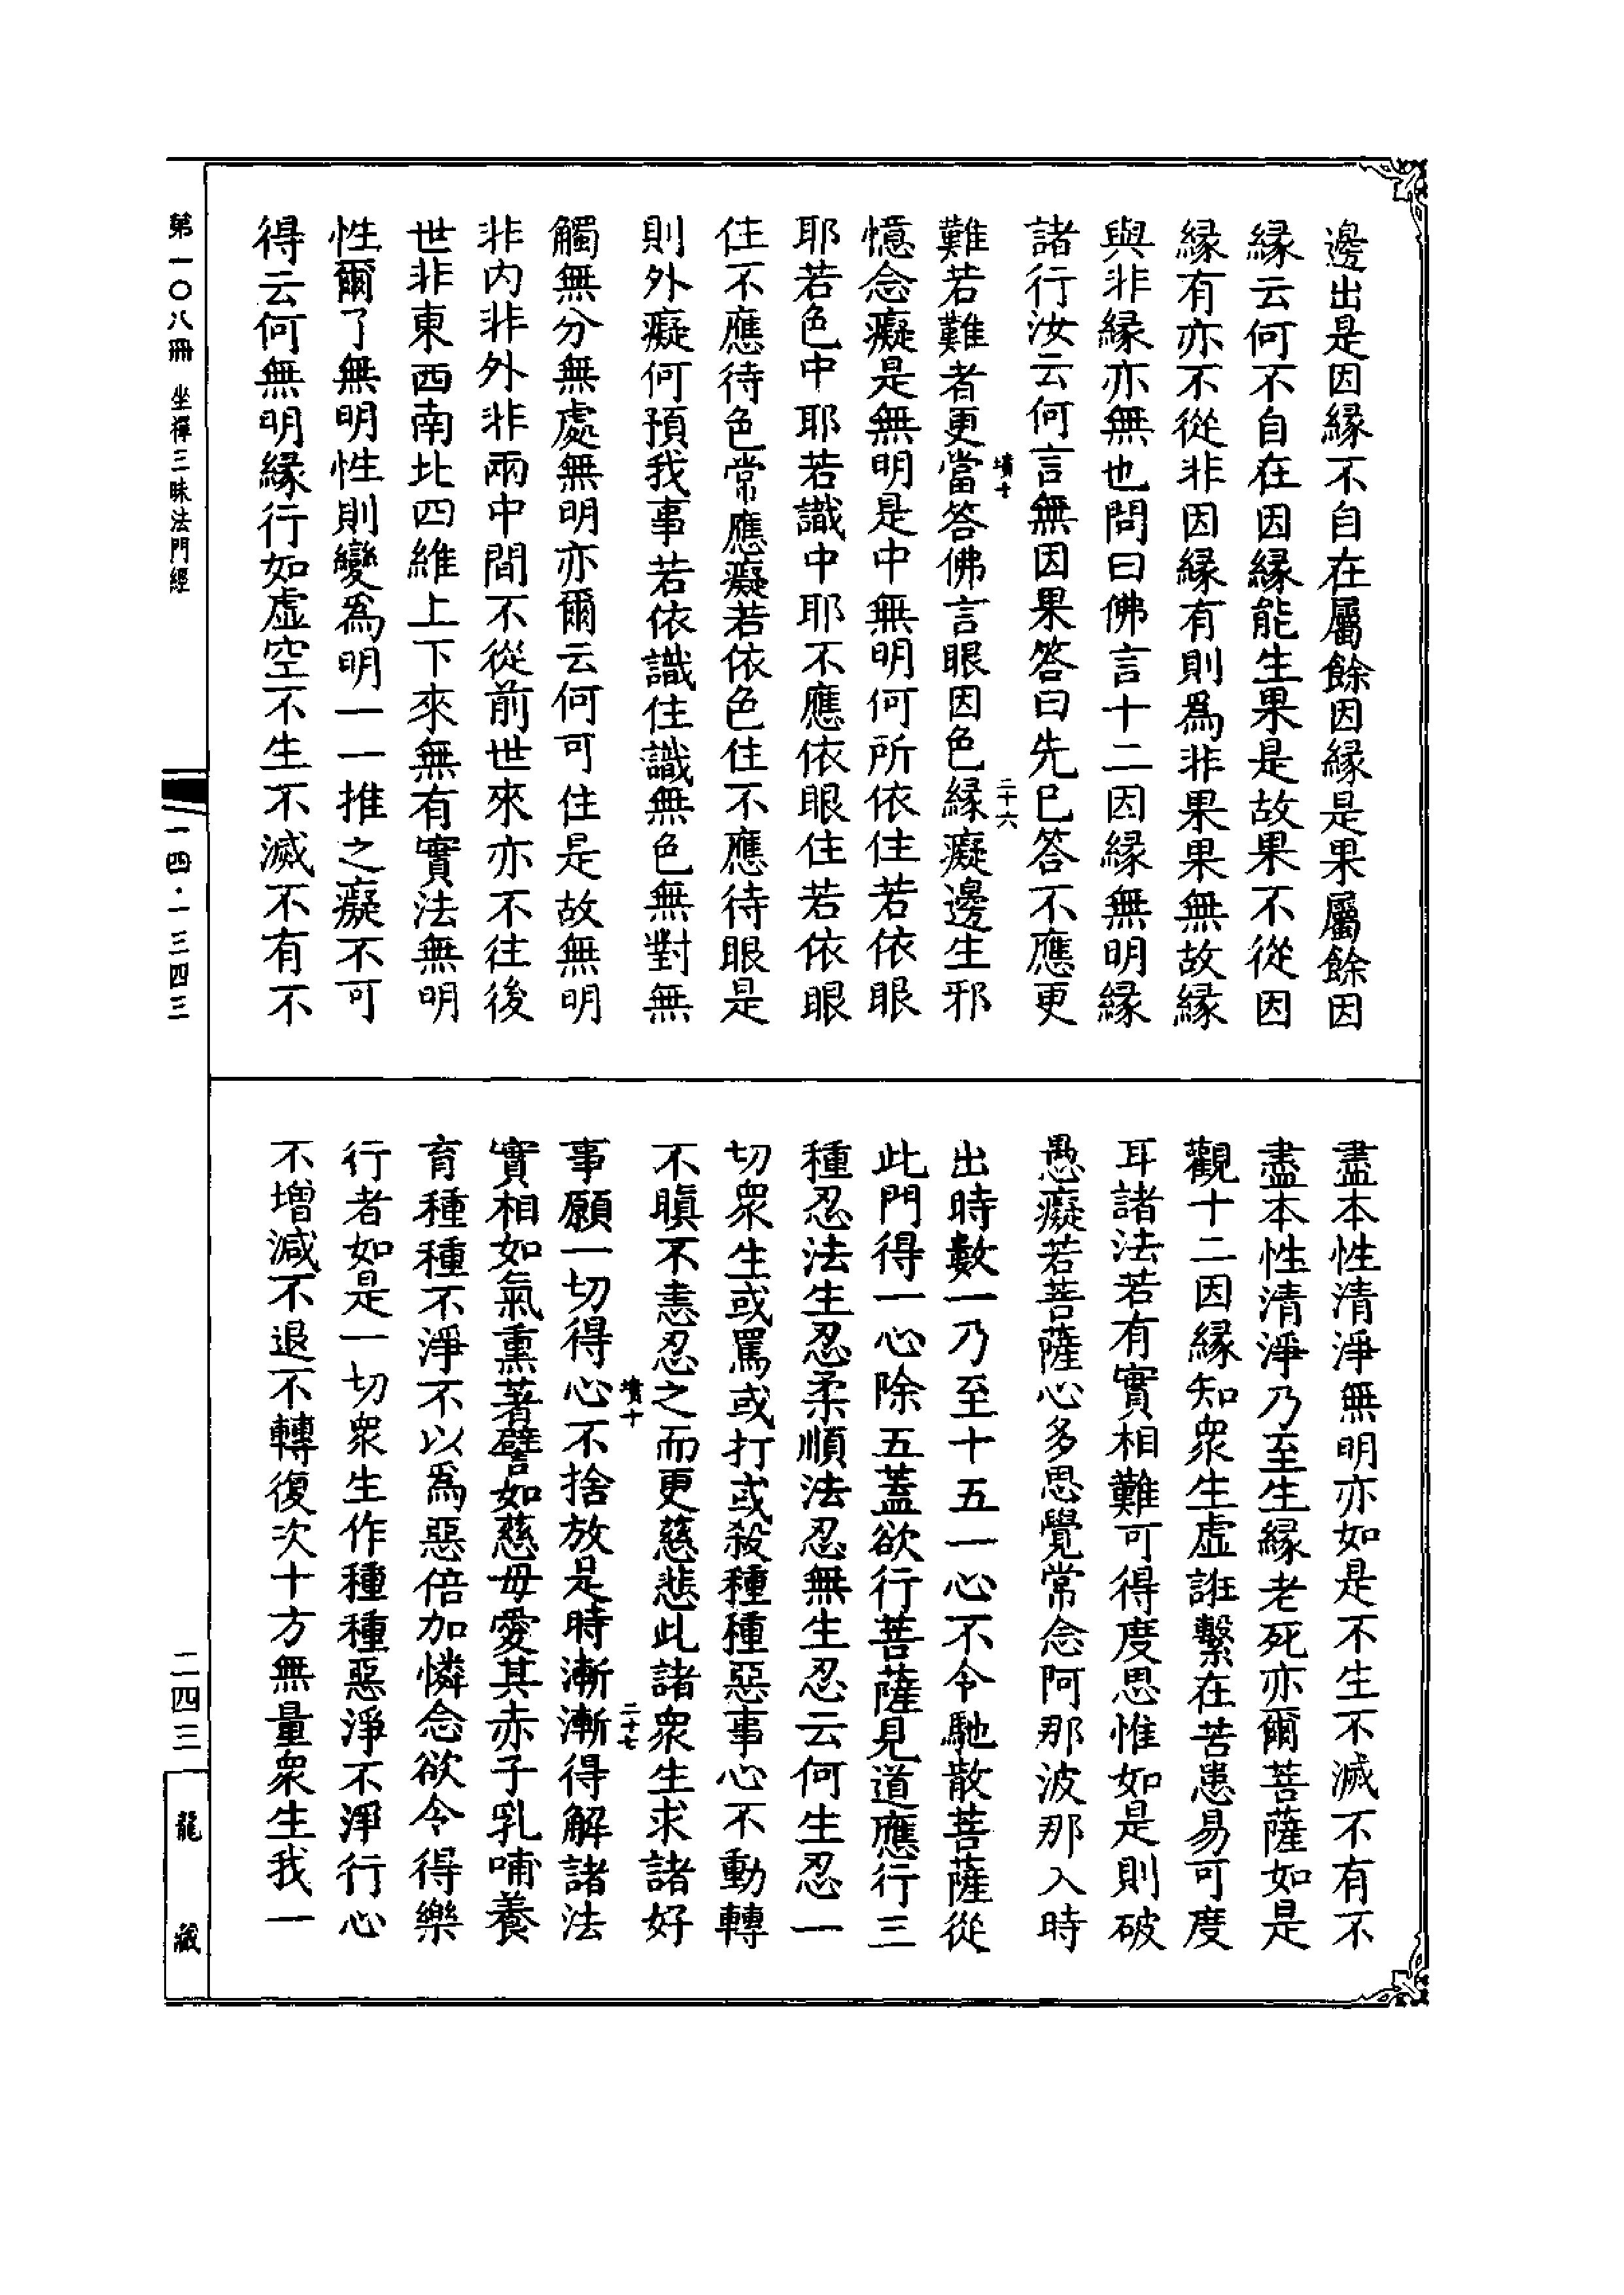 邊出是因緣不自在屬餘因緣是果屬餘因
緣云何不自在因緣能生果是故果不從因
緣有亦不從非因緣有則為非果果無故緣
與非緣亦無也問曰佛言十二因緣無明緣
諸行汝云何言無因果答曰先已答不應更
難若難者更當答佛言眼因色緣癡邊生邪
塡十
二十六
憶念癡是無明是中無明何所依住若依眼
耶若色中耶若識中耶不應依眼住若依眼
住不應待色常應癡若依色住不應待眼是
則外癡何預我事若依識住識無色無對無
觸無分無處無明亦爾云何可住是故無明
非內非外非兩中間不從前世來亦不往後
世非東西南北四維上下來無有實法無明
性爾了無明性則變為明一一推之癡不可
得云何無明緣行如虛空不生不滅不有不
盡本性清淨無明亦如是不生不滅不有不
盡本性清淨乃至生緣老死亦爾菩薩如是
觀十二因緣知衆生虛誑繫在苦患易可度
耳諸法若有實相難可得度思惟如是則破
愚癡若菩薩心多思覺常念阿那波那入時
出時數一乃至十五一心不令馳散菩薩從
此門得一心除五蓋欲行菩薩見道應行三
種忍法生忍柔順法忍無生忍云何生忍一
切衆生或罵或打或殺種種惡事心不動轉
不瞋不恚忍之而更慈悲此諸衆生求諸好
事願一切得心不捨放是時漸漸得解諸法
塡十
二十七
實相如氣熏著譬如慈母愛其赤子乳哺養
育種種不淨不以為惡倍加憐念欲令得樂
行者如是一切衆生作種種惡淨不淨行心
不增減不退不轉復次十方無量衆生我一
第一〇八冊 坐禪三昧法門經
一四·一三四三
二四三
龍藏